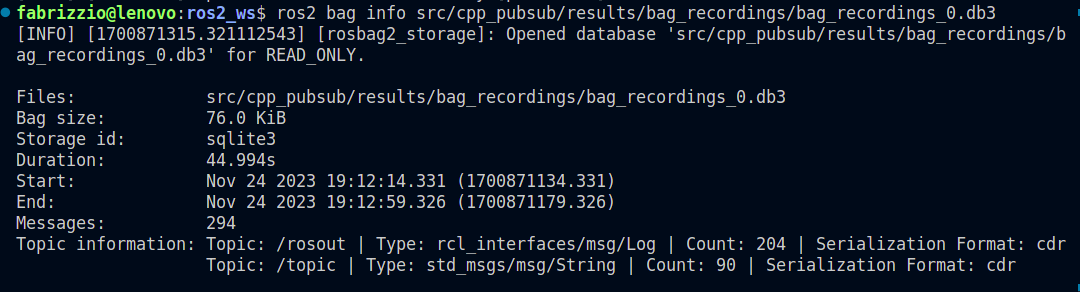 fabrizzio@lenovo:ros2_ws$ ros2 bag info src/cpp_pubsub/results/bag_recordings/bag_recordings_0.db3
[INFO] [1700871315.321112543] [rosbag2_storage]: Opened database 'src/cpp_pubsub/results/bag_recordings/b
ag_recordings_0.db3' for READ_ONLY.

Files:             src/cpp_pubsub/results/bag_recordings/bag_recordings_0.db3
Bag size:          76.0 KiB
Storage id:        sqlite3
Duration:          44.994s
Start:             Nov 24 2023 19:12:14.331 (1700871134.331)
End:               Nov 24 2023 19:12:59.326 (1700871179.326)
Messages:          294
Topic information: Topic: /rosout | Type: rcl_interfaces/msg/Log | Count: 204 | Serialization Format: cdr
                   Topic: /topic | Type: std_msgs/msg/String | Count: 90 | Serialization Format: cdr